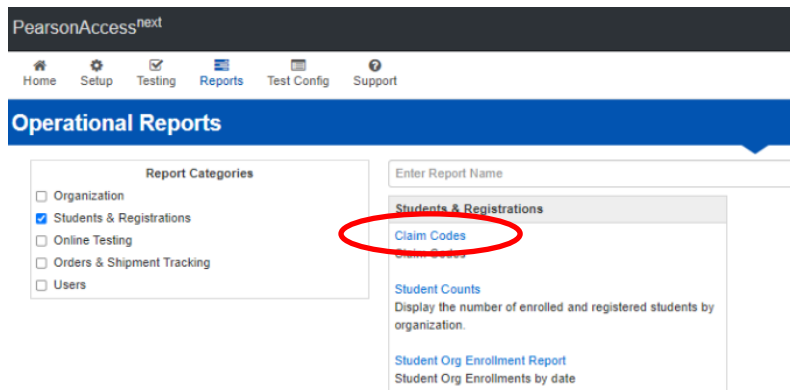 PearsonAccessnext
Home Setup Testing Reports Test Config Support
Operational Reports
Report Categories
Organization
Students & Registrations
Online Testing
Orders & Shipment Tracking
Users
Enter Report Name
Students & Registrations
Claim Codes
Claim Codes
Student Counts
Display the number of enrolled and registered students by
organization.
Student Org Enrollment Report
Student Org Enrollments by date